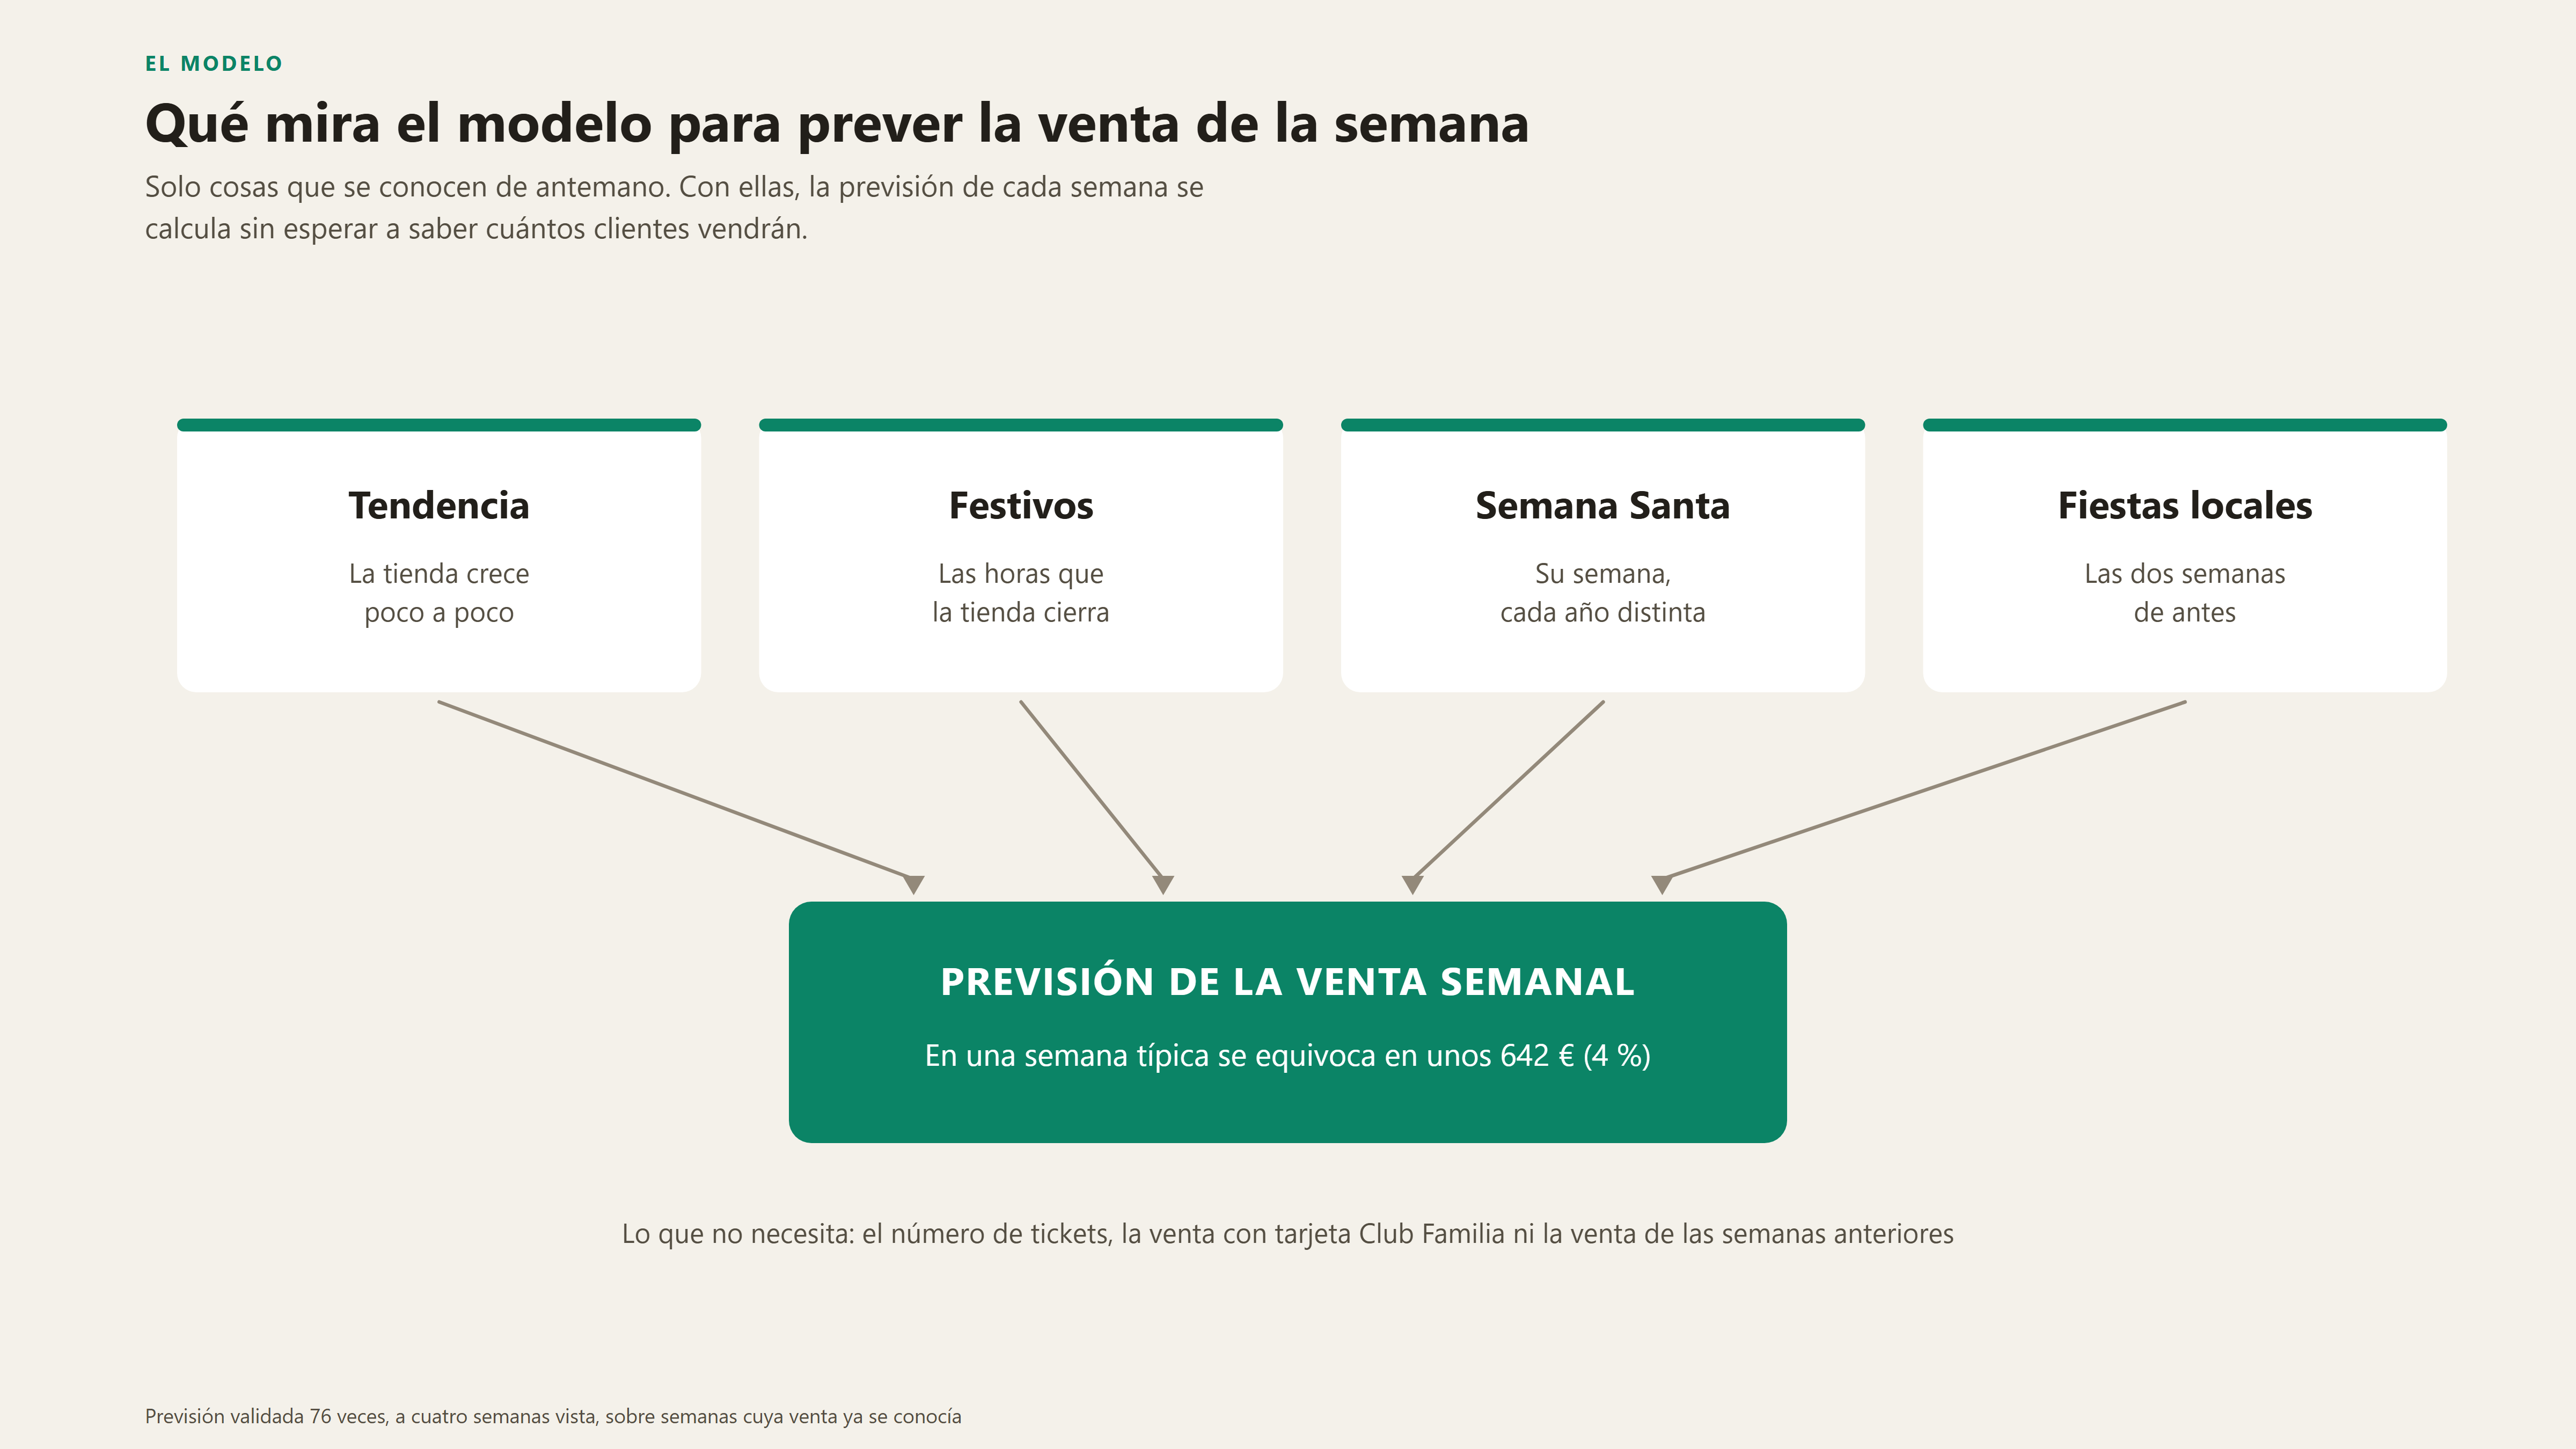 EL MODELO
Qué mira el modelo para prever la venta de la semana
Solo cosas que se conocen de antemano. Con ellas, la previsión de cada semana se
calcula sin esperar a saber cuántos clientes vendrán.
Tendencia
La tienda crece
poco a poco
Festivos
Las horas que
la tienda cierra
Semana Santa
Su semana,
cada año distinta
Fiestas locales
Las dos semanas
de antes
PREVISIÓN DE LA VENTA SEMANAL
En una semana típica se equivoca en unos 642 € (4 %)
Lo que no necesita: el número de tickets, la venta con tarjeta Club Familia ni la venta de las semanas anteriores
Previsión validada 76 veces, a cuatro semanas vista, sobre semanas cuya venta ya se conocía